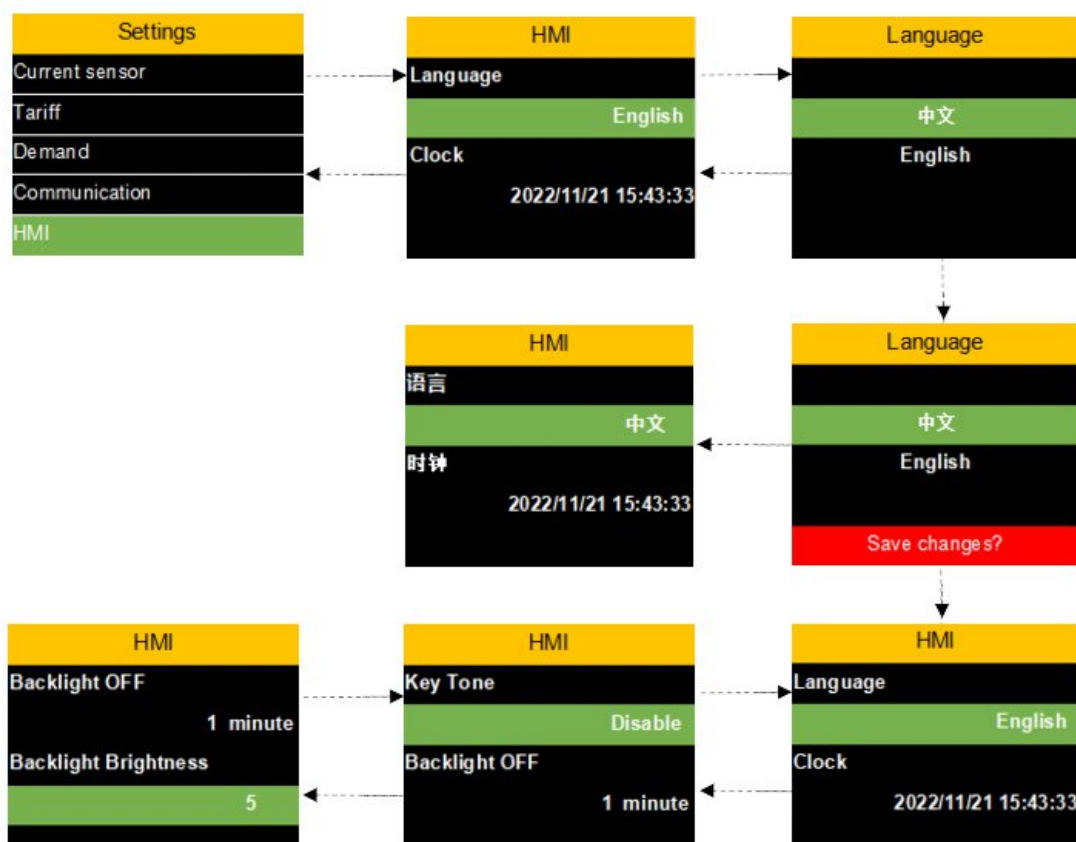 Settings
Current sensor
Tariff
Demand
Communication
HMI
HMI
Language
English
Clock
2022/11/21 15:43:33
Language
中文
English
HMI
语言
中文
时钟
2022/11/21 15:43:33
Language
中文
English
Save changes?
HMI
Backlight OFF
1 minute
Backlight Brightness
5
HMI
Key Tone
Disable
Backlight OFF
1 minute
HMI
Language
English
Clock
2022/11/21 15:43:33